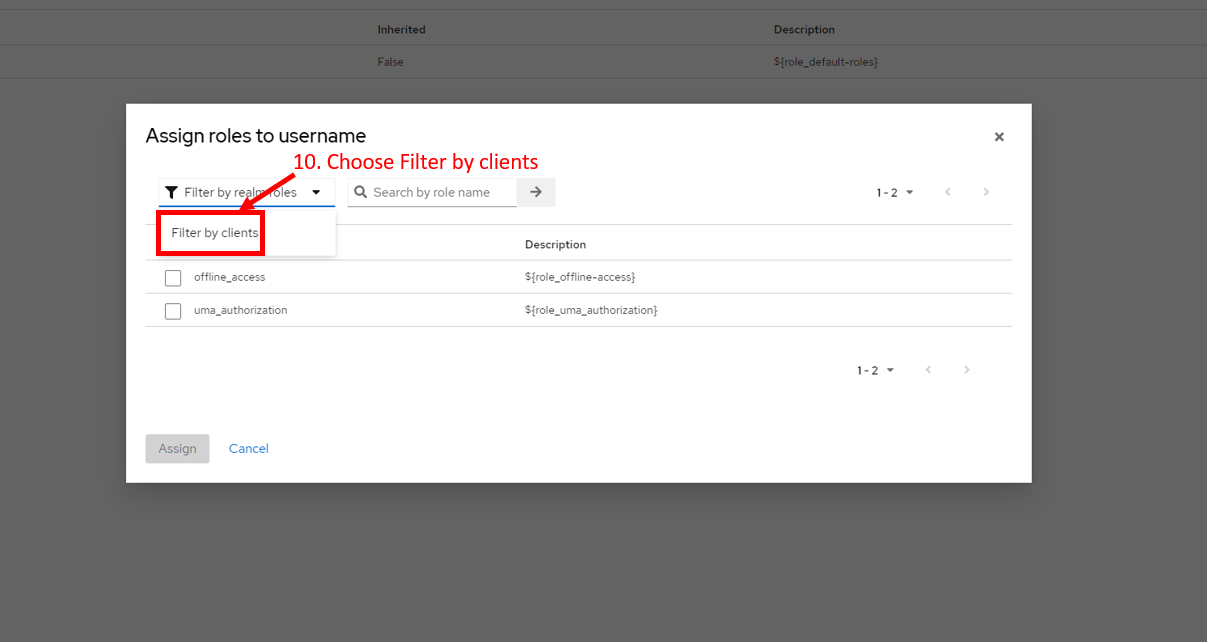 Inherited Description
False ${role_default-roles}
Assign roles to username
10. Choose Filter by clients
Filter by realm roles Search by role name 1 - 2
Filter by clients
Description
offline_access ${role_offline-access}
uma_authorization ${role_uma_authorization}
1 - 2
Assign Cancel